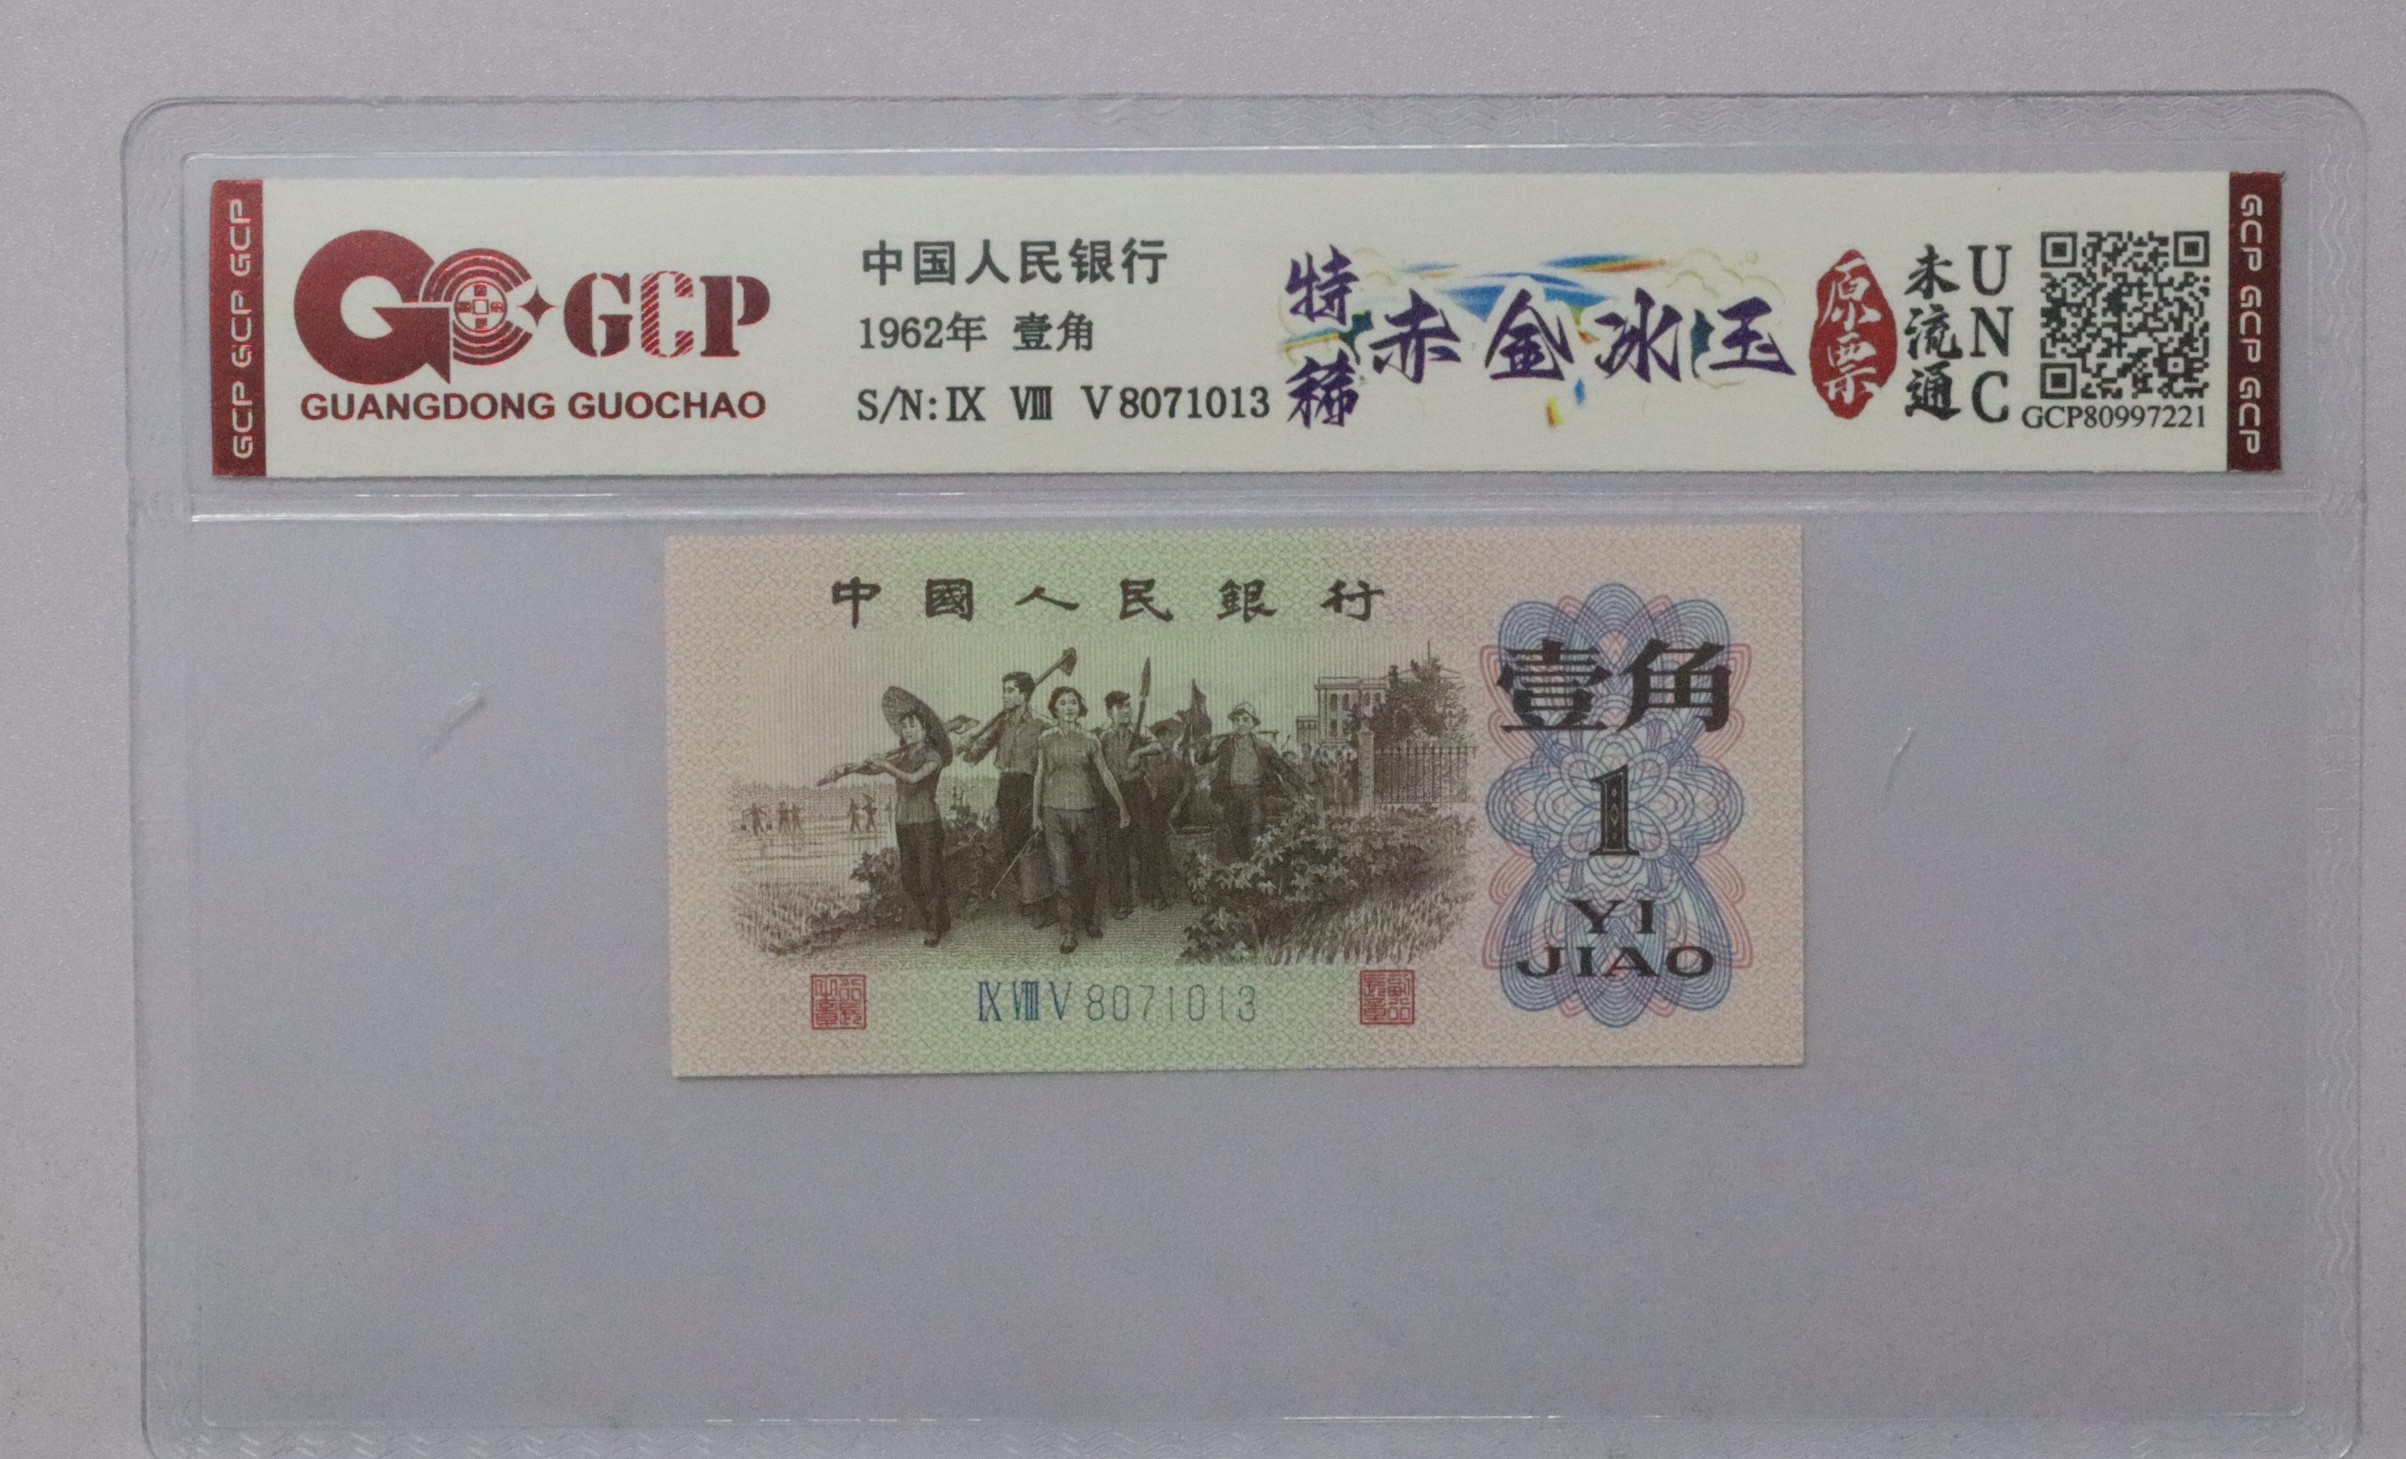 GCP GCP GCP
GCP
GUANGDONG GUOCHAO
中国人民银行
1962年 壹角
S/N: Ⅸ Ⅷ Ⅴ 8071013
特稀
赤金冰玉
原票
未流通
UNC
GCP80997221
GCP GCP GCP
中國人民銀行
壹角
1
YI
JIAO
Ⅸ Ⅷ Ⅴ 8071013